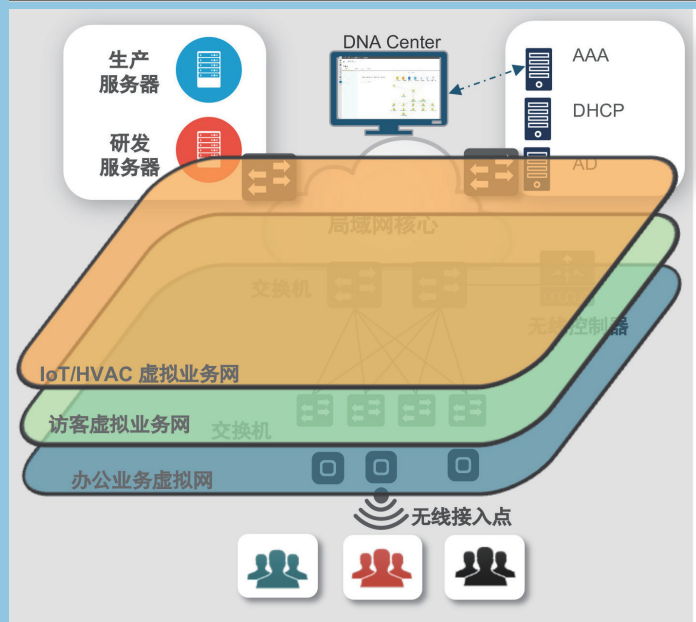 生产
服务器
研发
服务器
DNA Center
AAA
DHCP
AD
局域网核心
交换机
无线控制器
IoT/HVAC 虚拟业务网
访客虚拟业务网
交换机
办公业务虚拟网
无线接入点